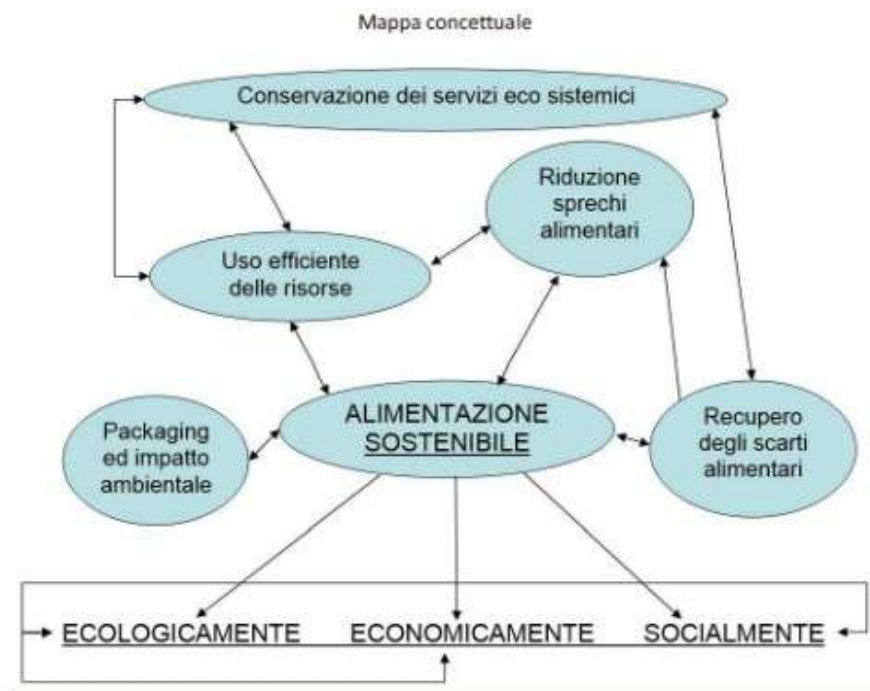 Mappa concettuale
Conservazione dei servizi eco sistemici
Riduzione
sprechi
alimentari
Uso efficiente
delle risorse
ALIMENTAZIONE
SOSTENIBILE
Packaging
ed impatto
ambientale
Recupero
degli scarti
alimentari
ECOLOGICAMENTE ECONOMICAMENTE SOCIALMENTE